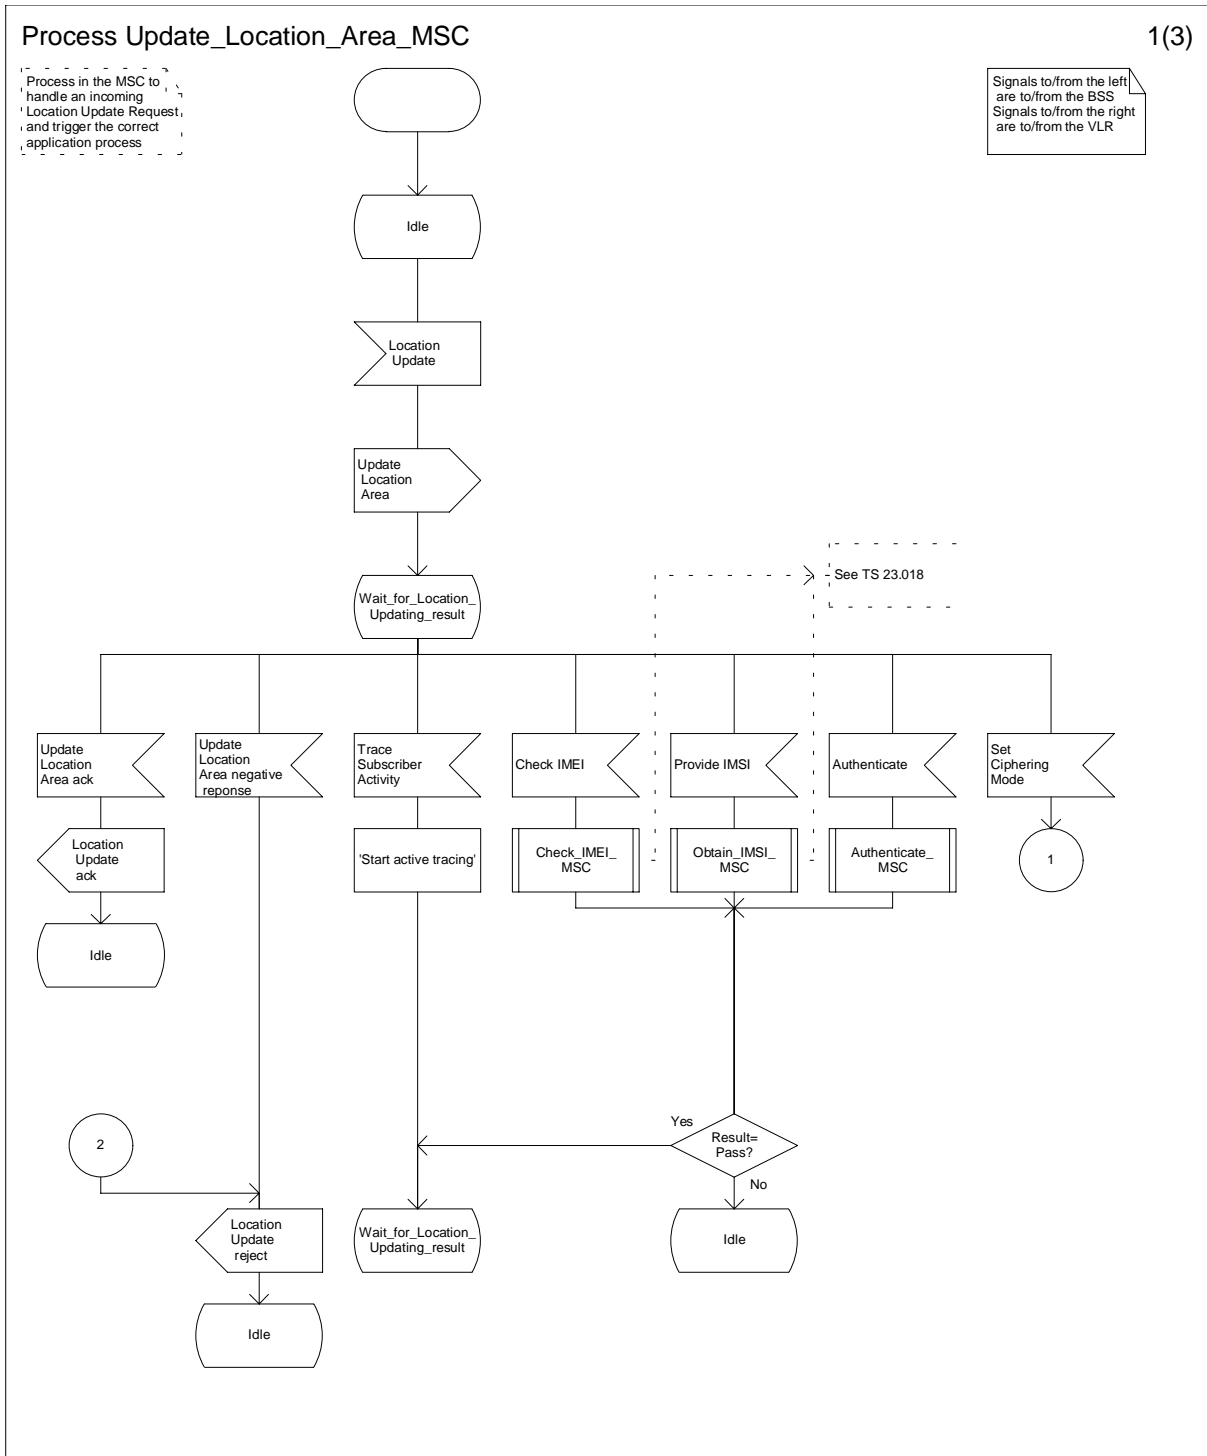 Process Update_Location_Area_MSC
1(3)
Process in the MSC to
handle an incoming
Location Update Request
and trigger the correct
application process
Signals to/from the left
are to/from the BSS
Signals to/from the right
are to/from the VLR
Idle
Location
Update
Update
Location
Area
See TS 23.018
Wait_for_Location_
Updating_result
Update
Location
Area ack
Update
Location
Area negative
reponse
Trace
Subscriber
Activity
Check IMEI
Provide IMSI
Authenticate
Set
Ciphering
Mode
Location
Update
ack
'Start active tracing'
Check_IMEI_
MSC
Obtain_IMSI_
MSC
Authenticate_
MSC
1
Idle
2
Yes
Result=
Pass?
No
Location
Update
reject
Wait_for_Location_
Updating_result
Idle
Idle